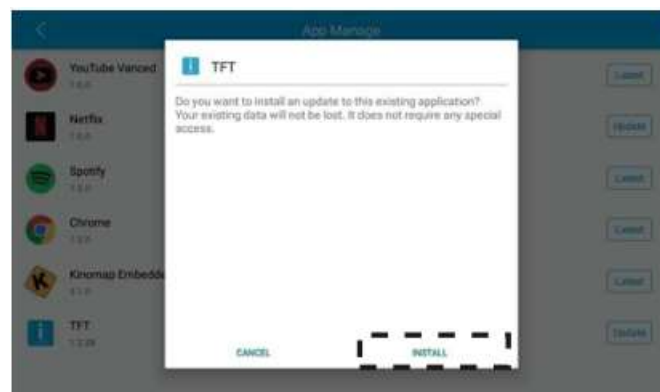 App Manage
YouTube Vanced
Latest
Netflix
Update
Spotify
Latest
Chrome
Latest
Kinomap Embedde
Latest
TFT
Update
TFT
Do you want to install an update to this existing application?
Your existing data will not be lost. It does not require any special
access.
CANCEL
INSTALL